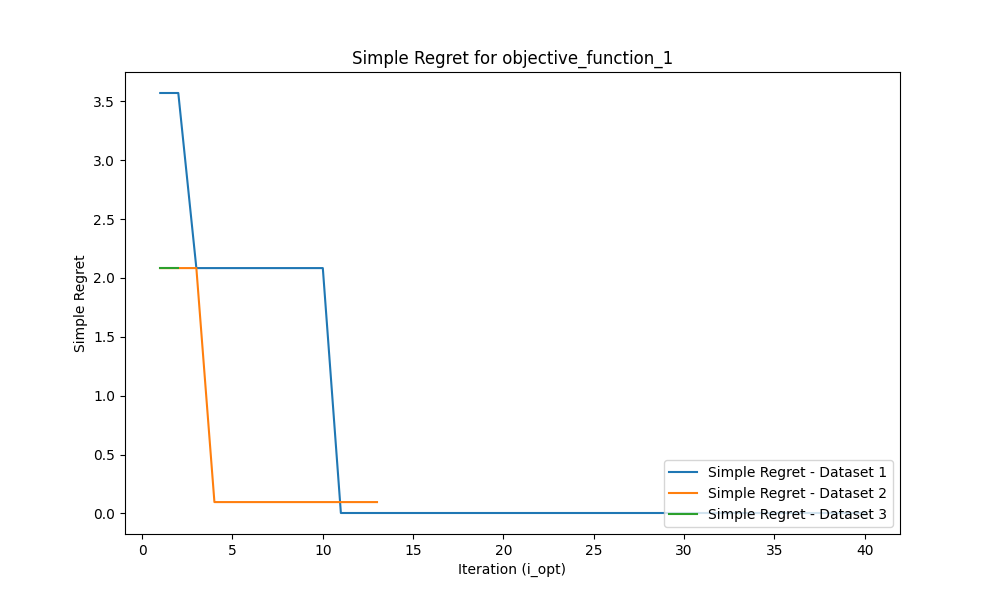 Simple Regret for objective_function_1
Simple Regret
3.5
3.0
2.5
2.0
1.5
1.0
0.5
0.0
Simple Regret - Dataset 1
Simple Regret - Dataset 2
Simple Regret - Dataset 3
0 5 10 15 20 25 30 35 40
Iteration (i_opt)